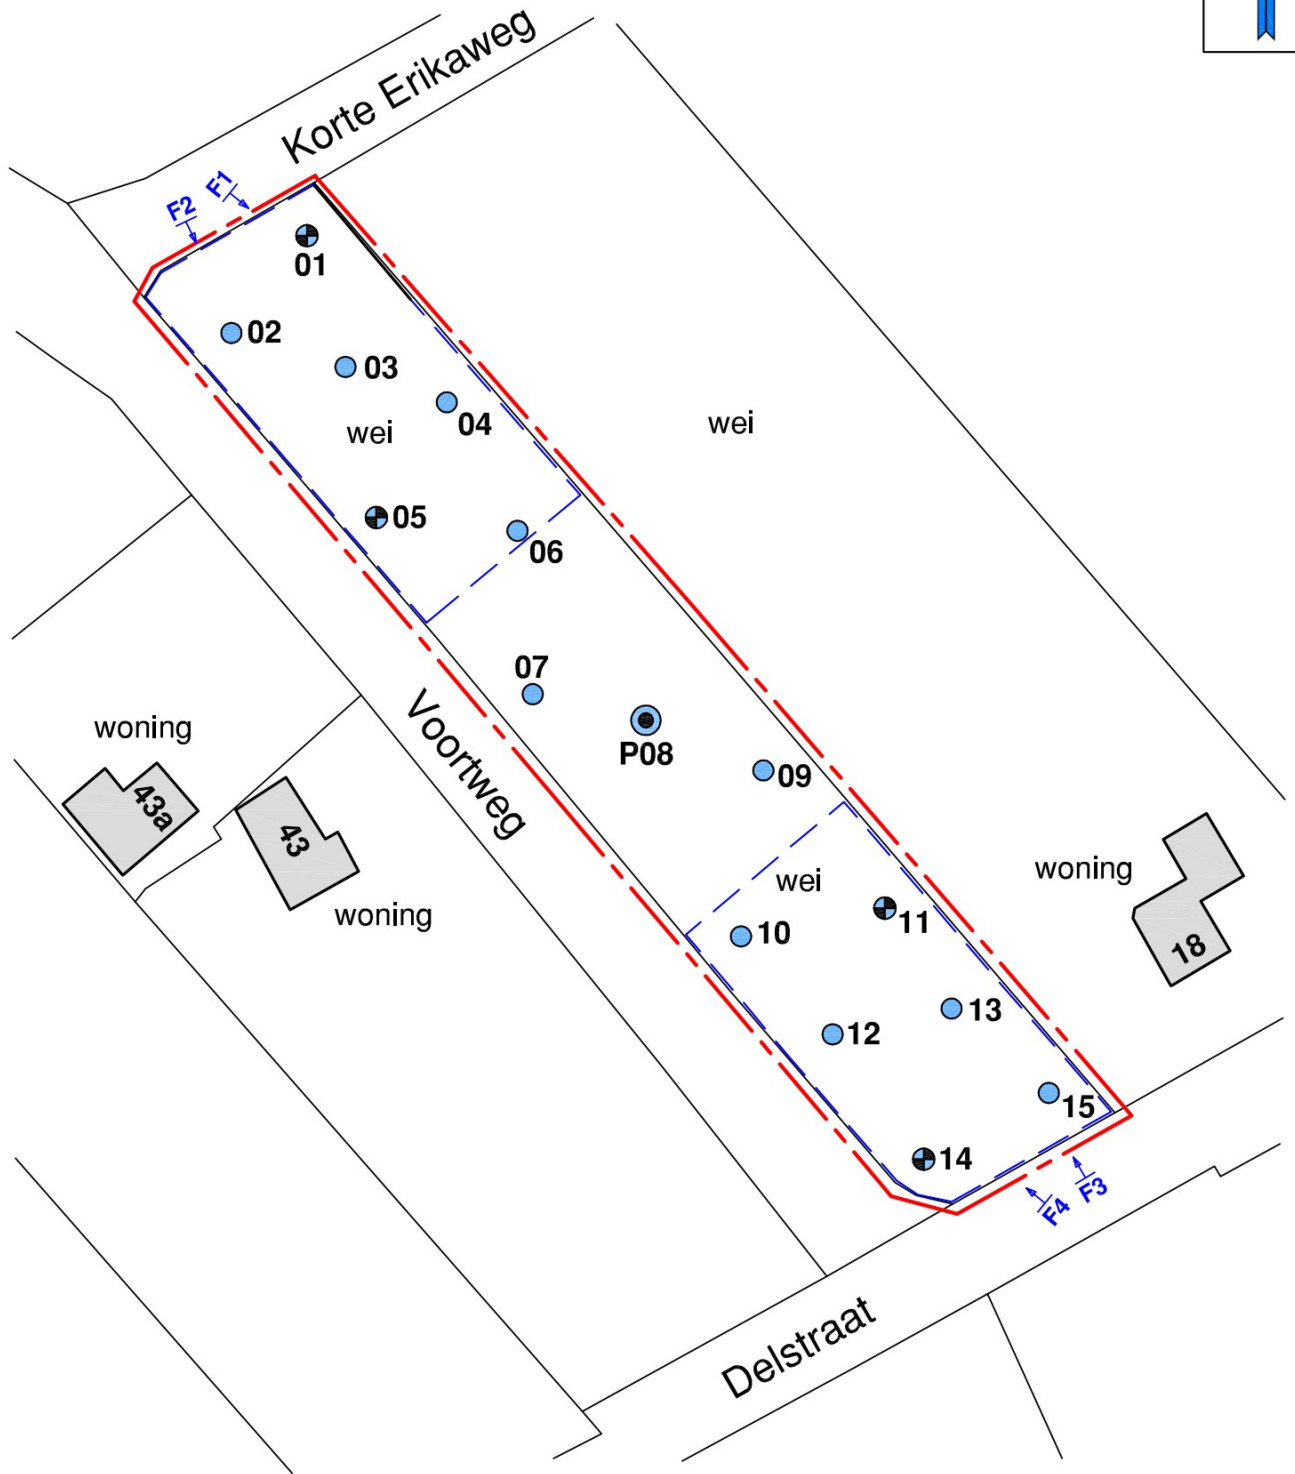 Korte Erikaweg
F1
F2
01
02
03
04
wei
wei
05
06
07
Voortweg
woning
43a
43
woning
P08
09
wei
woning
18
10
11
12
13
15
14
F3
F4
Delstraat